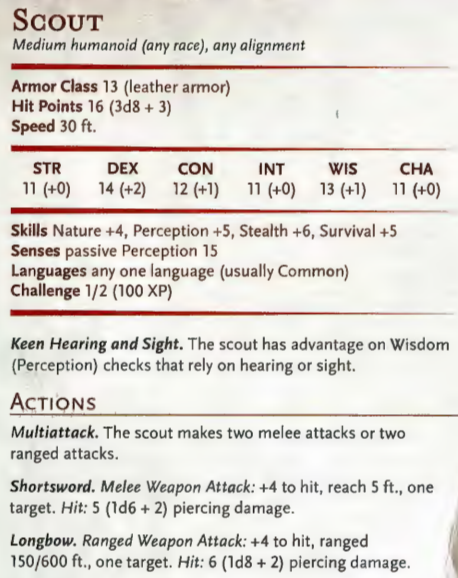 SCOUT
Medium humanoid (any race), any alignment
Armor Class 13 (leather armor)
Hit Points 16 (3d8 + 3)
Speed 30 ft.
STR DEX CON INT WIS CHA
11 (+0) 14 (+2) 12 (+1) 11 (+0) 13 (+1) 11 (+0)
Skills Nature +4, Perception +5, Stealth +6, Survival +5
Senses passive Perception 15
Languages any one language (usually Common)
Challenge 1/2 (100 XP)
Keen Hearing and Sight. The scout has advantage on Wisdom
(Perception) checks that rely on hearing or sight.
ACTIONS
Multiattack. The scout makes two melee attacks or two
ranged attacks.
Shortsword. Melee Weapon Attack: +4 to hit, reach 5 ft., one
target. Hit: 5 (1d6 + 2) piercing damage.
Longbow. Ranged Weapon Attack: +4 to hit, ranged
150/600 ft., one target. Hit: 6 (1d8 + 2) piercing damage.